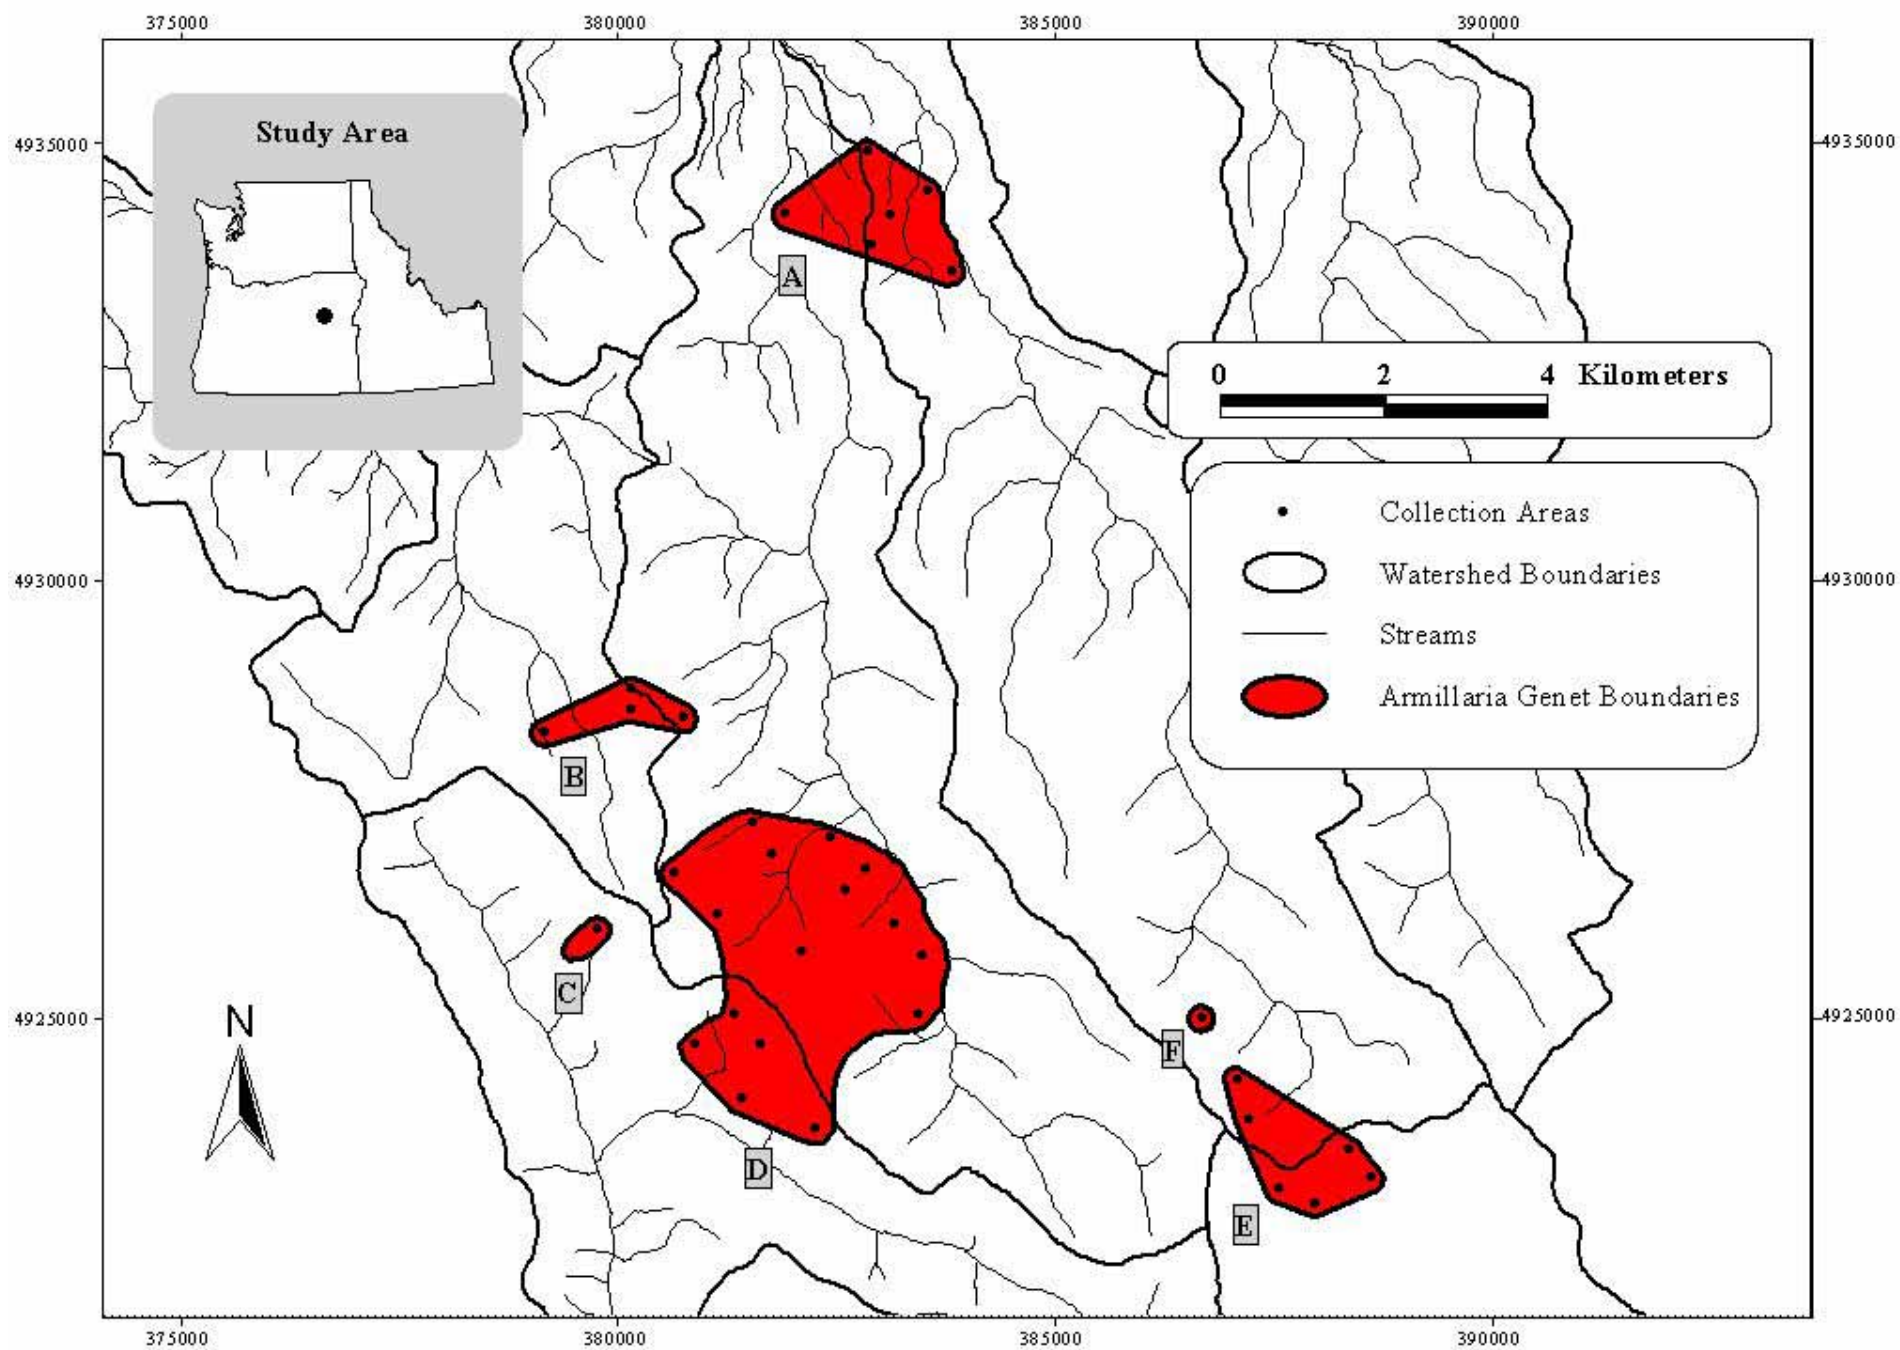 375000 380000 385000 390000
Study Area
4935000 4935000
A
0 2 4 Kilometers
Collection Areas
Watershed Boundaries
4930000 4930000
Streams
Armillaria Genet Boundaries
B
C
N
4925000 4925000
F
D
E
375000 380000 385000 390000